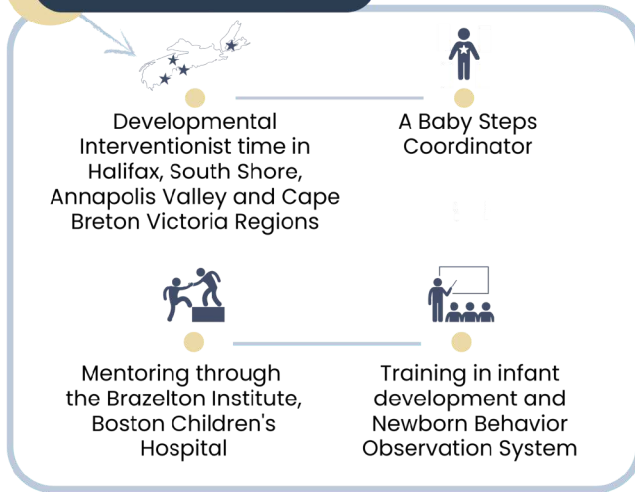 Developmental
Interventionist time in
Halifax, South Shore,
Annapolis Valley and Cape
Breton Victoria Regions
A Baby Steps
Coordinator
Mentoring through
the Brazelton Institute,
Boston Children's
Hospital
Training in infant
development and
Newborn Behavior
Observation System